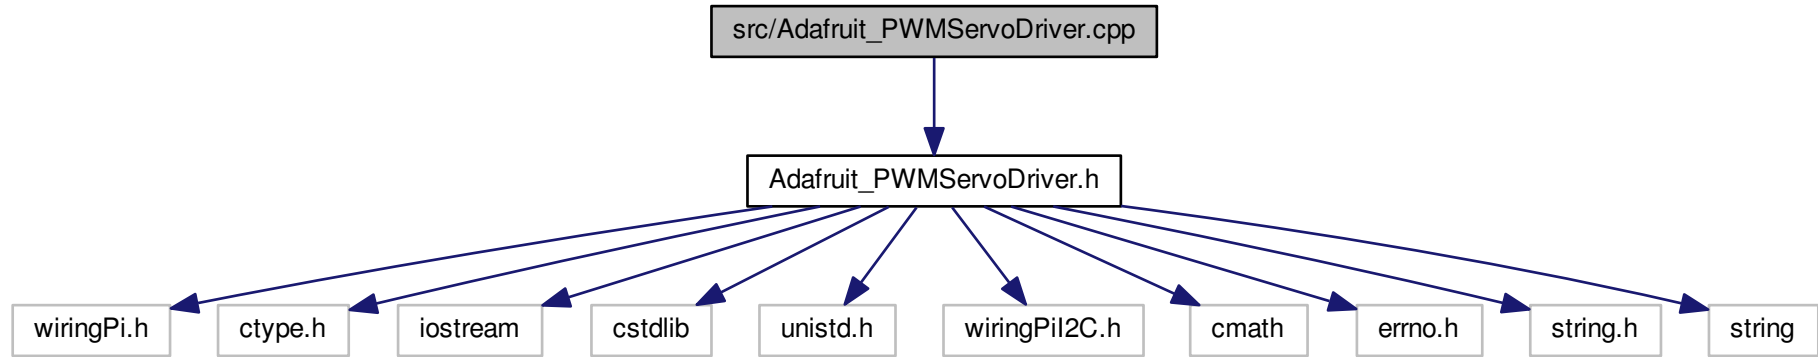 src/Adafruit_PWMServoDriver.cpp
Adafruit_PWMServoDriver.h
wiringPi.h
ctype.h
iostream
cstdlib
unistd.h
wiringPiI2C.h
cmath
errno.h
string.h
string